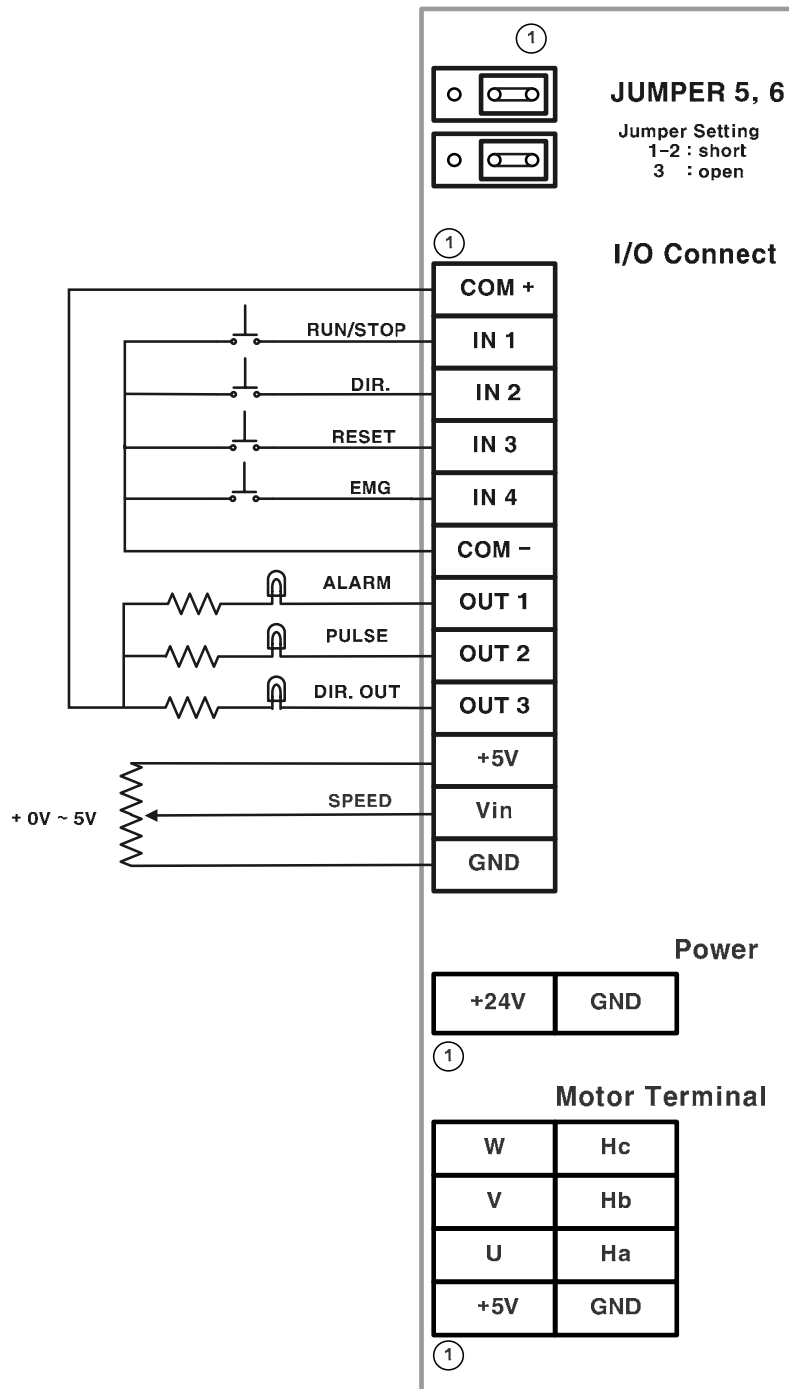 1
JUMPER 5, 6
Jumper Setting
1-2 : short
3 : open
1
I/O Connect
COM +
RUN/STOP
IN 1
DIR.
IN 2
RESET
IN 3
EMG
IN 4
COM -
ALARM
OUT 1
PULSE
OUT 2
DIR. OUT
OUT 3
+5V
+ 0V ~ 5V
SPEED
Vin
GND
Power
+24V GND
1
Motor Terminal
W Hc
V Hb
U Ha
+5V GND
1